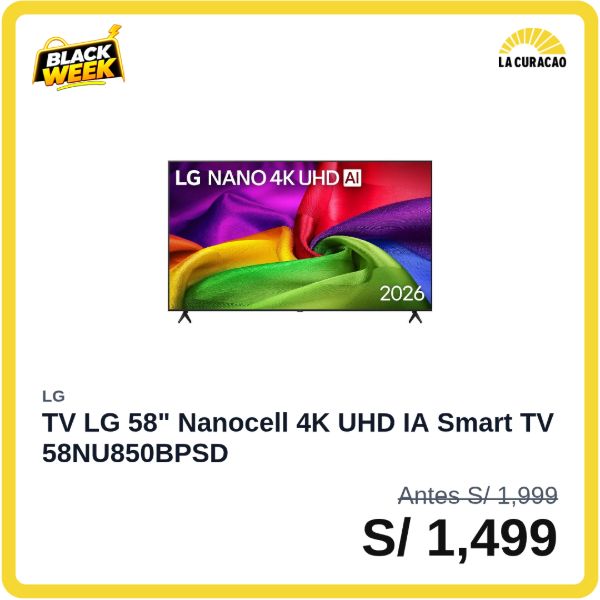 BLACK
WEEK
LA CURACAO
LG NANO 4K UHD AI
2026
LG
TV LG 58" Nanocell 4K UHD IA Smart TV
58NU850BPSD
Antes S/ 1,999
S/ 1,499